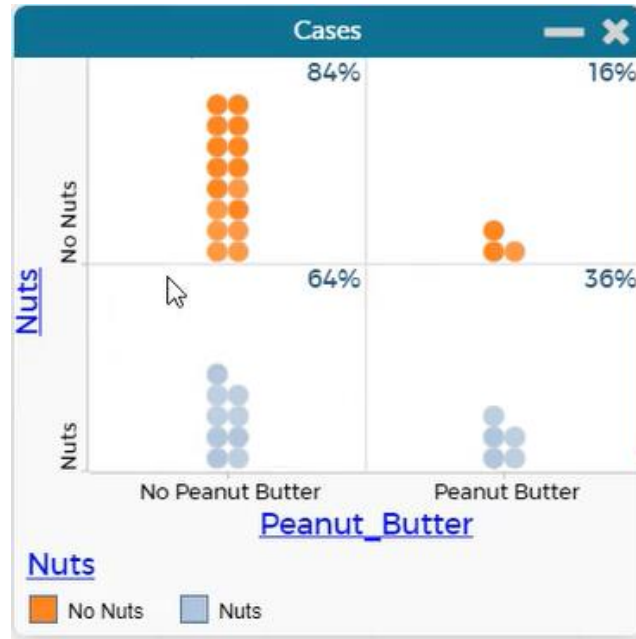 Cases
84%
16%
No Nuts
64%
36%
Nuts
Nuts
No Peanut Butter
Peanut Butter
Peanut_Butter
Nuts
No Nuts
Nuts